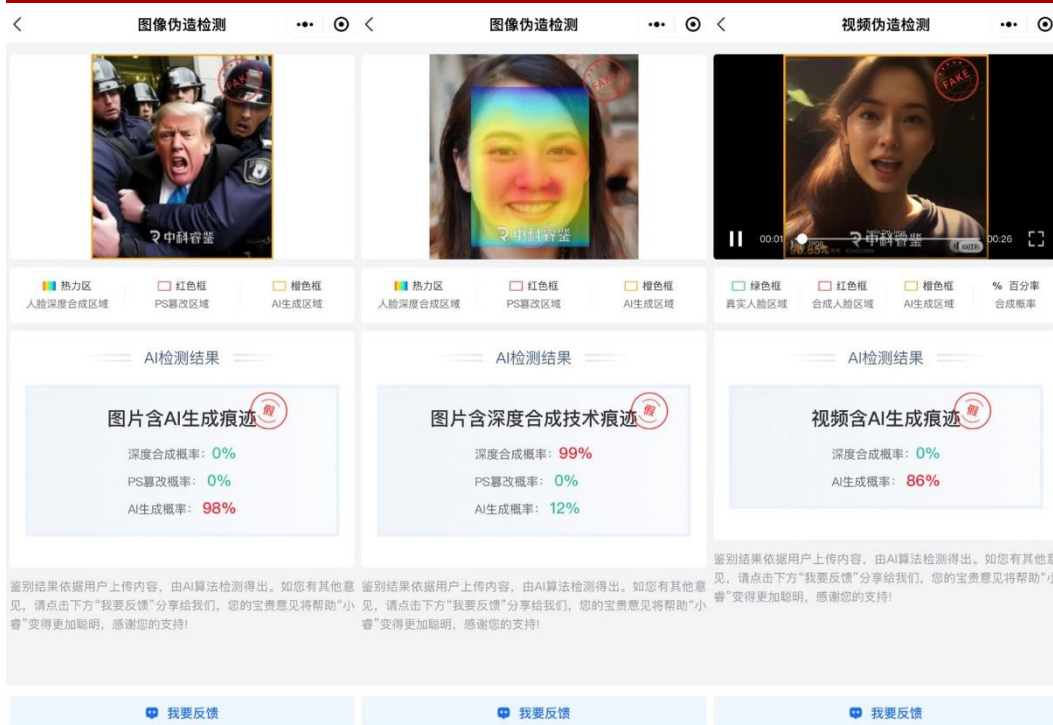 图像伪造检测
FAKE
中科睿鉴
热力区
人脸深度合成区域
红色框
PS篡改区域
橙色框
AI生成区域
AI检测结果
图片含AI生成痕迹
假
深度合成概率：0%
PS篡改概率：0%
AI生成概率：98%
鉴别结果依据用户上传内容，由AI算法检测得出。如您有其他意
见，请点击下方“我要反馈”分享给我们，您的宝贵意见将帮助“小
睿”变得更加聪明，感谢您的支持!
我要反馈
图像伪造检测
FAKE
中科睿鉴
热力区
人脸深度合成区域
红色框
PS篡改区域
橙色框
AI生成区域
AI检测结果
图片含深度合成技术痕迹
假
深度合成概率：99%
PS篡改概率：0%
AI生成概率：12%
鉴别结果依据用户上传内容，由AI算法检测得出。如您有其他意
见，请点击下方“我要反馈”分享给我们，您的宝贵意见将帮助“小
睿”变得更加聪明，感谢您的支持!
我要反馈
视频伪造检测
FAKE
中科睿鉴
00:01
00:26
绿色框
真实人脸区域
红色框
合成人脸区域
橙色框
AI生成区域
% 百分率
合成概率
AI检测结果
视频含AI生成痕迹
假
深度合成概率：0%
AI生成概率：86%
鉴别结果依据用户上传内容，由AI算法检测得出。如您有其他意
见，请点击下方“我要反馈”分享给我们，您的宝贵意见将帮助“小
睿”变得更加聪明，感谢您的支持!
我要反馈